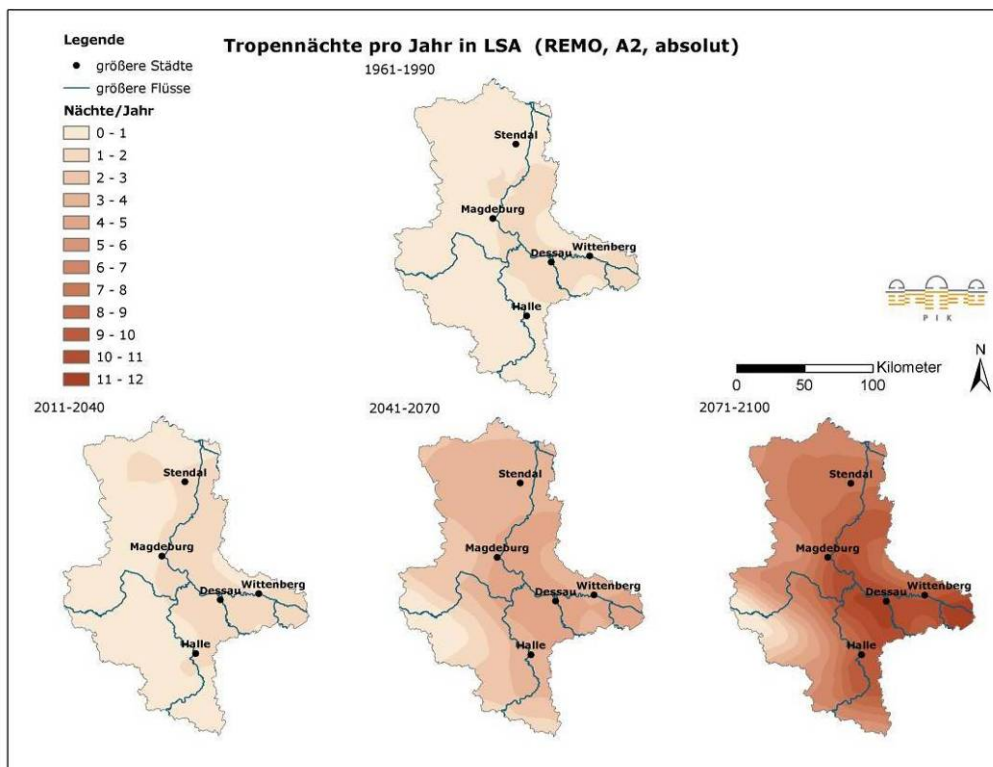 Legende
größere Städte
größere Flüsse
Nächte/Jahr
0 - 1
1 - 2
2 - 3
3 - 4
4 - 5
5 - 6
6 - 7
7 - 8
8 - 9
9 - 10
10 - 11
11 - 12
Tropennächte pro Jahr in LSA (REMO, A2, absolut)
1961-1990
Stendal
Magdeburg
Dessau
Wittenberg
Halle
P I K
Kilometer
0 50 100
N
2011-2040
Stendal
Magdeburg
Dessau
Wittenberg
Halle
2041-2070
Stendal
Magdeburg
Dessau
Wittenberg
Halle
2071-2100
Stendal
Magdeburg
Dessau
Wittenberg
Halle